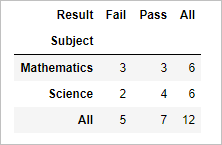 Result Fail Pass All
Subject
Mathematics 3 3 6
Science 2 4 6
All 5 7 12